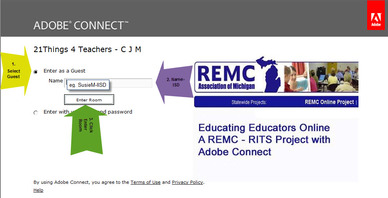 ADOBE® CONNECT™
Adobe
21Things 4 Teachers - C J M
1.
Select
Guest
Enter as a Guest
Name
eg. SusieM-IISD
2. Name-
ISD
Enter Room
3. Click
Enter
Room
Enter with
and password
REMC
Association of Michigan
Statewide Projects:
REMC Online Project |
Educating Educators Online
A REMC - RITS Project with
Adobe Connect
By using Adobe Connect, you agree to the Terms of Use and Privacy Policy.
Help